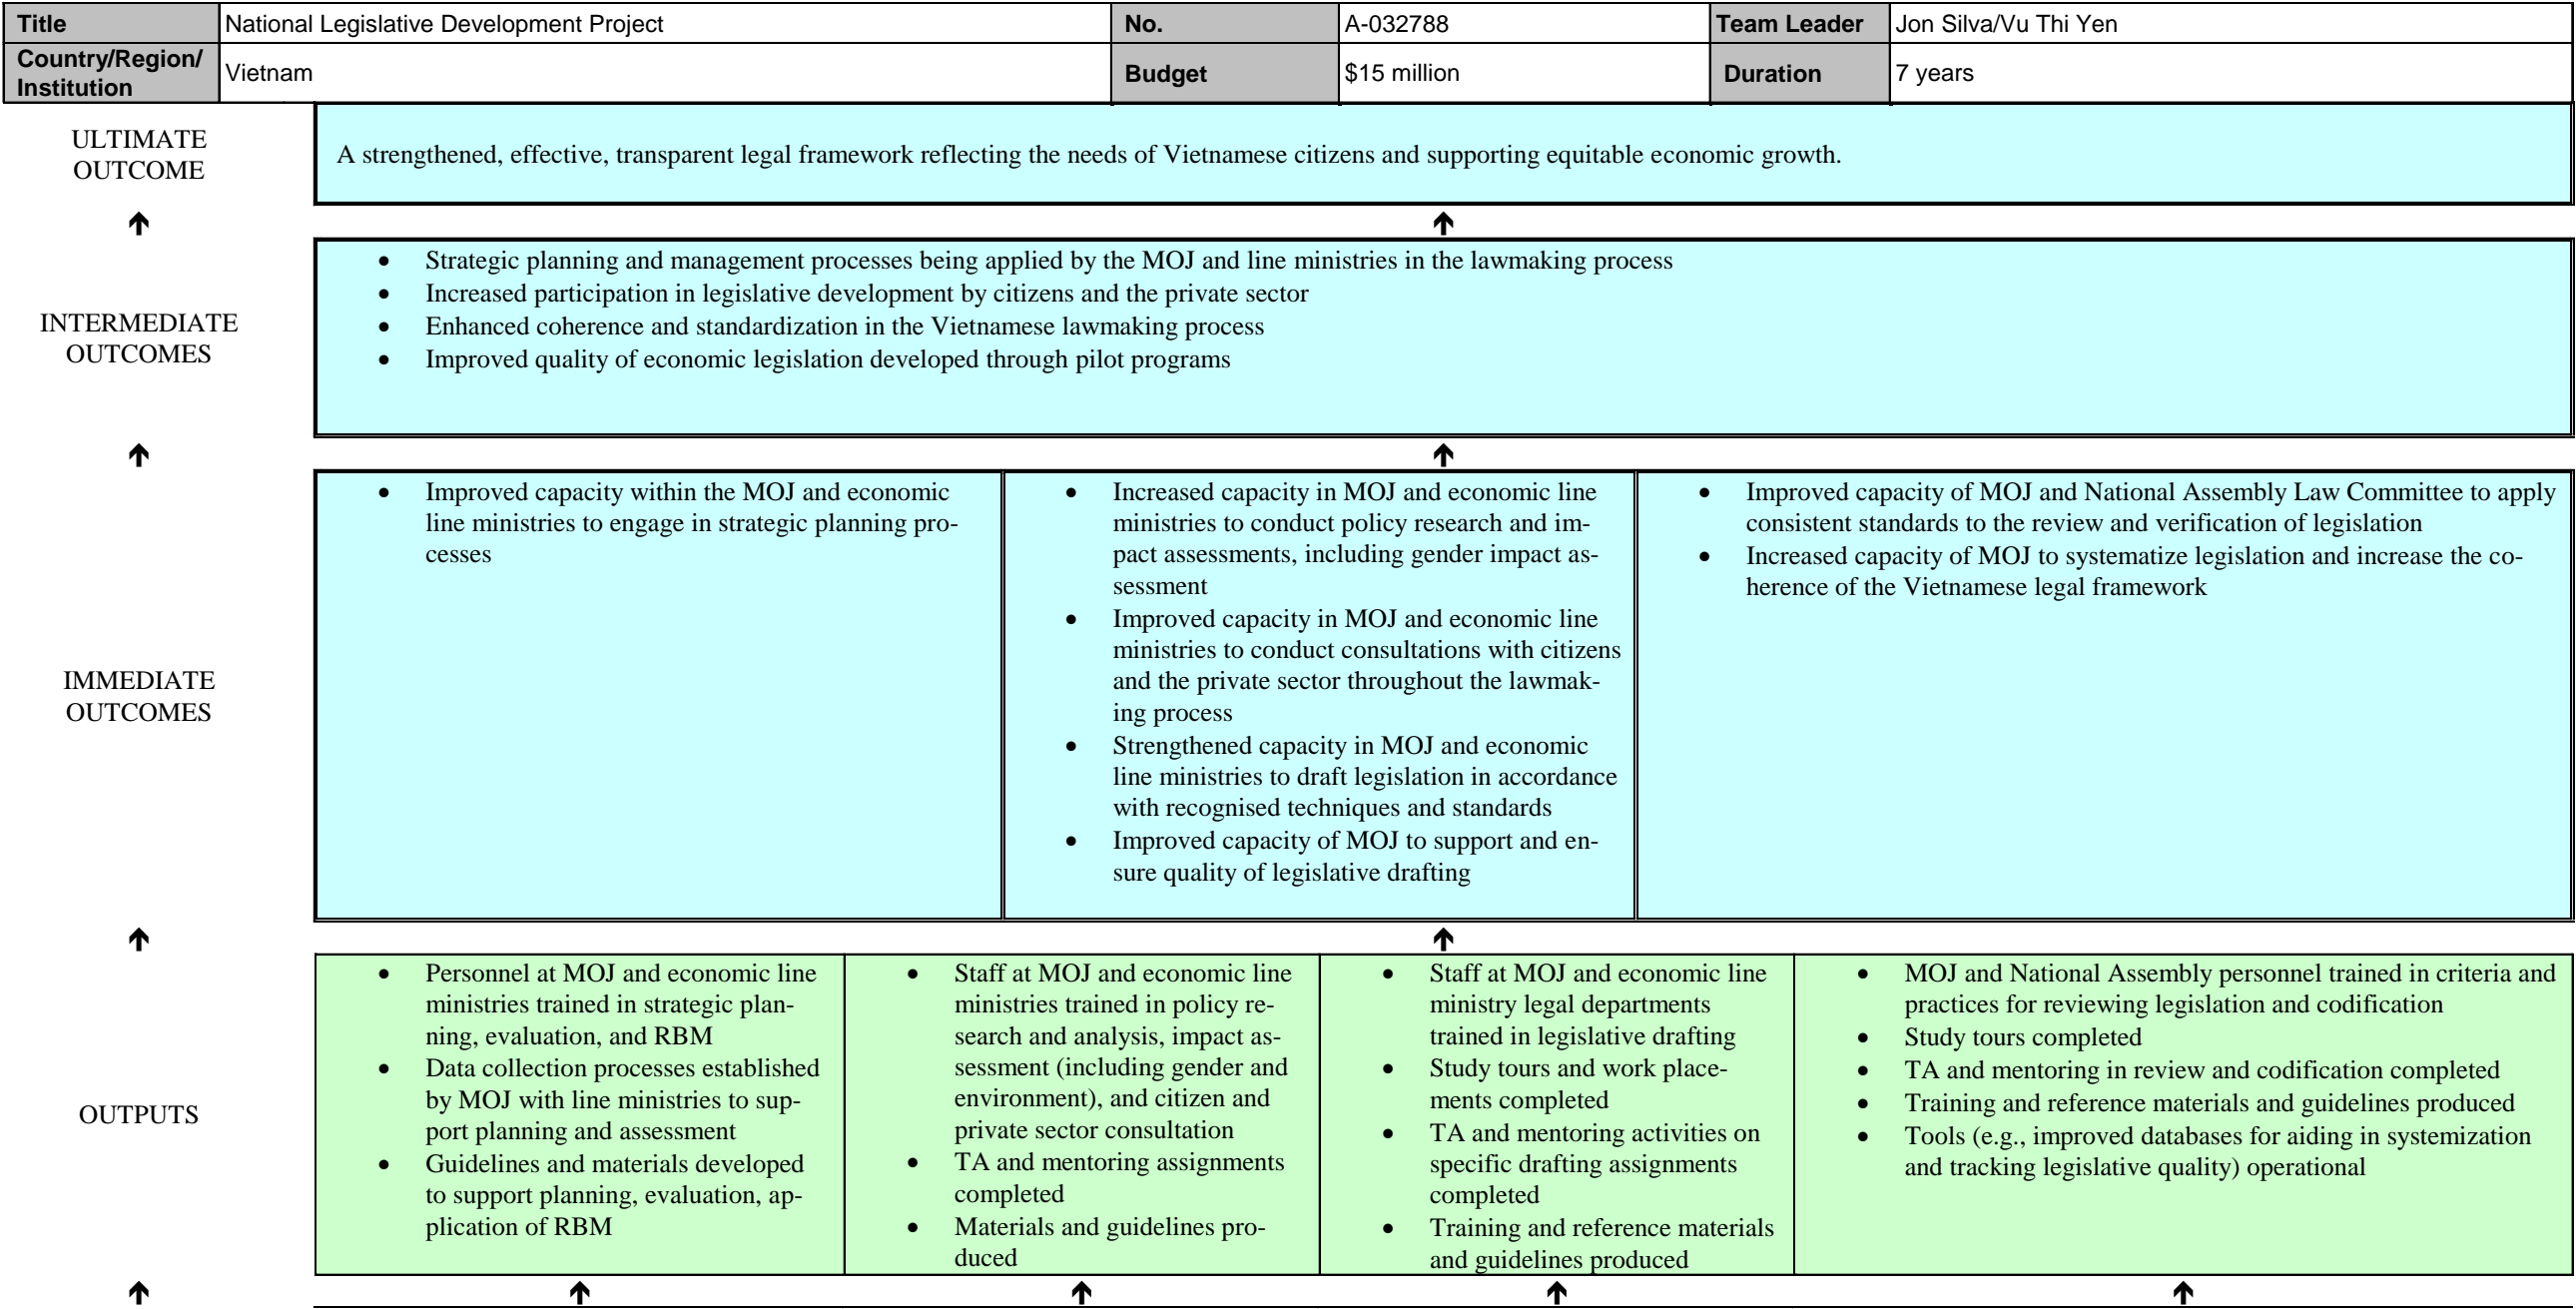 Title National Legislative Development Project No. A-032788 Team Leader Jon Silva/Vu Thi Yen
Country/Region/
Institution Vietnam Budget $15 million Duration 7 years
ULTIMATE
OUTCOME
A strengthened, effective, transparent legal framework reflecting the needs of Vietnamese citizens and supporting equitable economic growth.
INTERMEDIATE
OUTCOMES
• Strategic planning and management processes being applied by the MOJ and line ministries in the lawmaking process
• Increased participation in legislative development by citizens and the private sector
• Enhanced coherence and standardization in the Vietnamese lawmaking process
• Improved quality of economic legislation developed through pilot programs
IMMEDIATE
OUTCOMES
• Improved capacity within the MOJ and economic
line ministries to engage in strategic planning pro-
cesses
• Increased capacity in MOJ and economic line
ministries to conduct policy research and im-
pact assessments, including gender impact as-
sessment
• Improved capacity in MOJ and economic line
ministries to conduct consultations with citizens
and the private sector throughout the lawmak-
ing process
• Strengthened capacity in MOJ and economic
line ministries to draft legislation in accordance
with recognised techniques and standards
• Improved capacity of MOJ to support and en-
sure quality of legislative drafting
• Improved capacity of MOJ and National Assembly Law Committee to apply
consistent standards to the review and verification of legislation
• Increased capacity of MOJ to systematize legislation and increase the co-
herence of the Vietnamese legal framework
OUTPUTS
• Personnel at MOJ and economic line
ministries trained in strategic plan-
ning, evaluation, and RBM
• Data collection processes established
by MOJ with line ministries to sup-
port planning and assessment
• Guidelines and materials developed
to support planning, evaluation, ap-
plication of RBM
• Staff at MOJ and economic line
ministries trained in policy re-
search and analysis, impact as-
sessment (including gender and
environment), and citizen and
private sector consultation
• TA and mentoring assignments
completed
• Materials and guidelines pro-
duced
• Staff at MOJ and economic line
ministry legal departments
trained in legislative drafting
• Study tours and work place-
ments completed
• TA and mentoring activities on
specific drafting assignments
completed
• Training and reference materials
and guidelines produced
• MOJ and National Assembly personnel trained in criteria and
practices for reviewing legislation and codification
• Study tours completed
• TA and mentoring in review and codification completed
• Training and reference materials and guidelines produced
• Tools (e.g., improved databases for aiding in systemization
and tracking legislative quality) operational